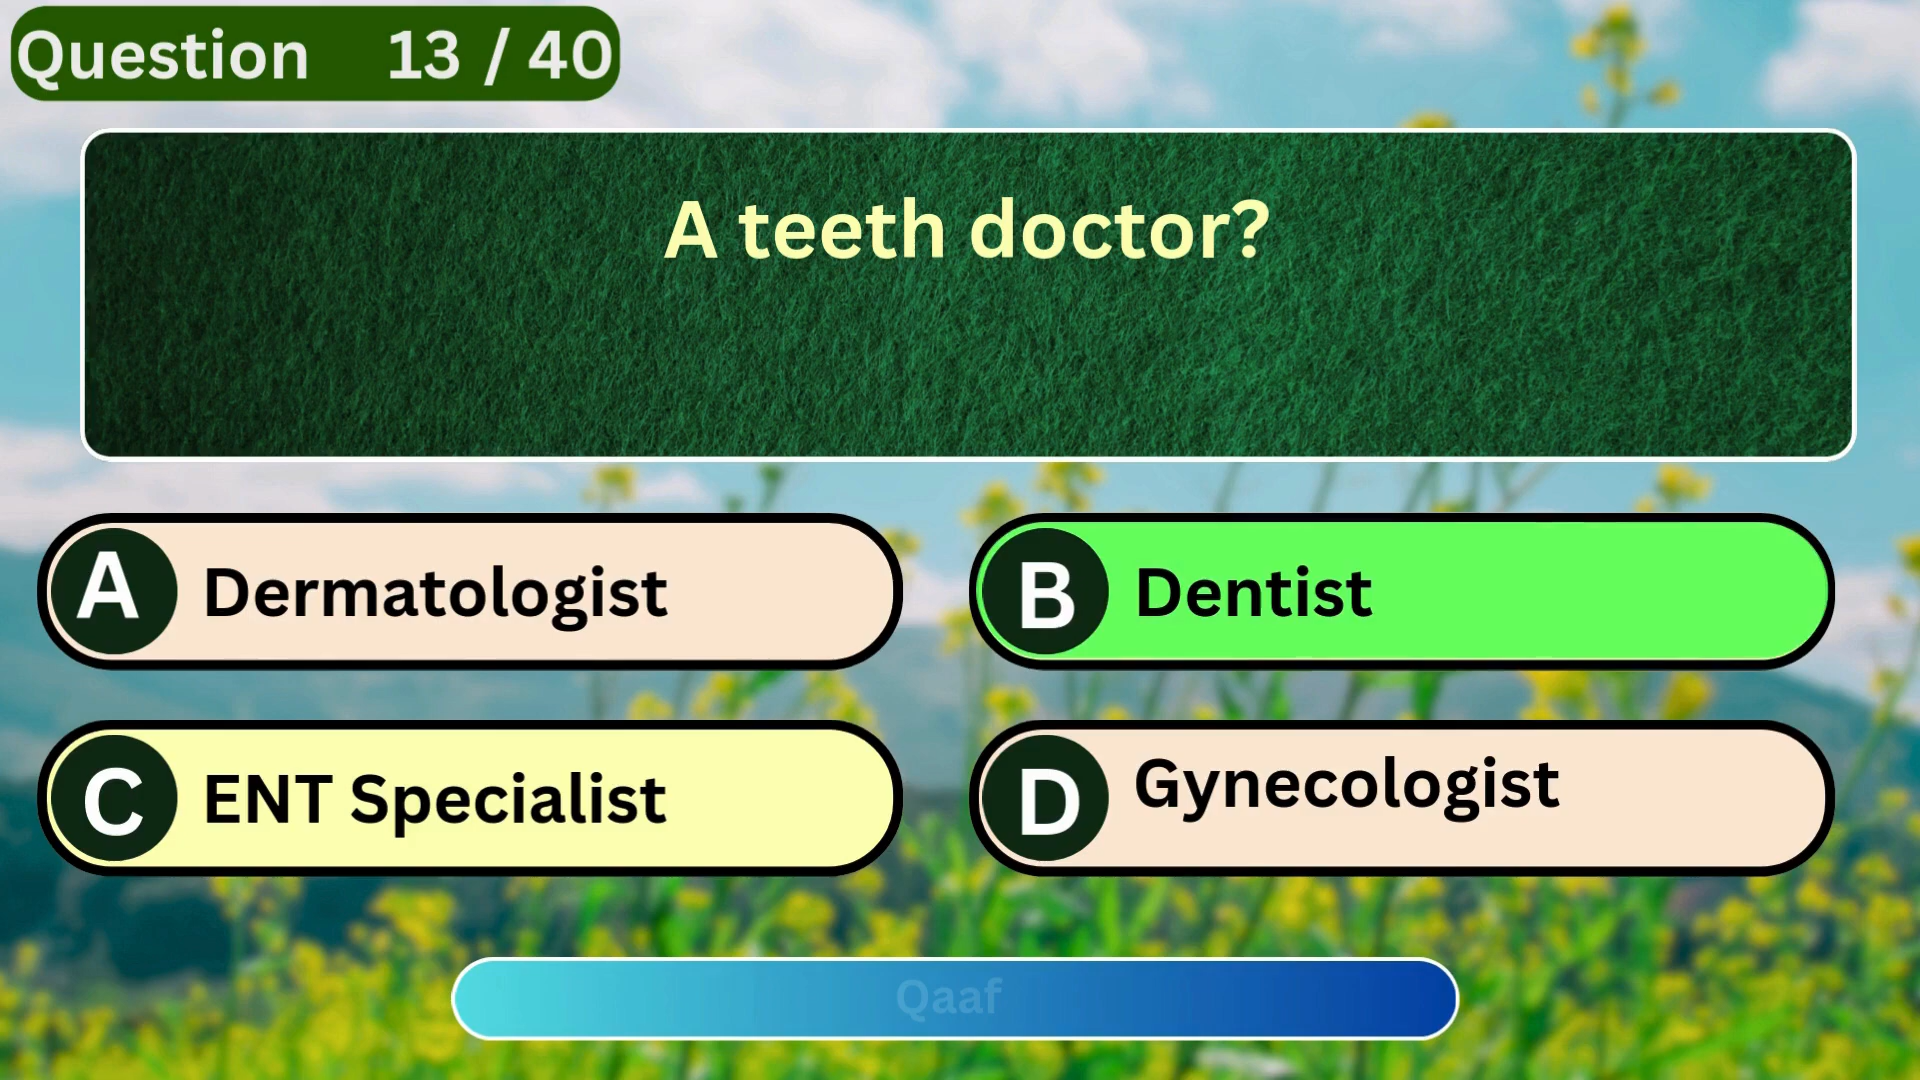 Question 13 / 40
A teeth doctor?
A Dermatologist
B Dentist
C ENT Specialist
D Gynecologist
Qaaf